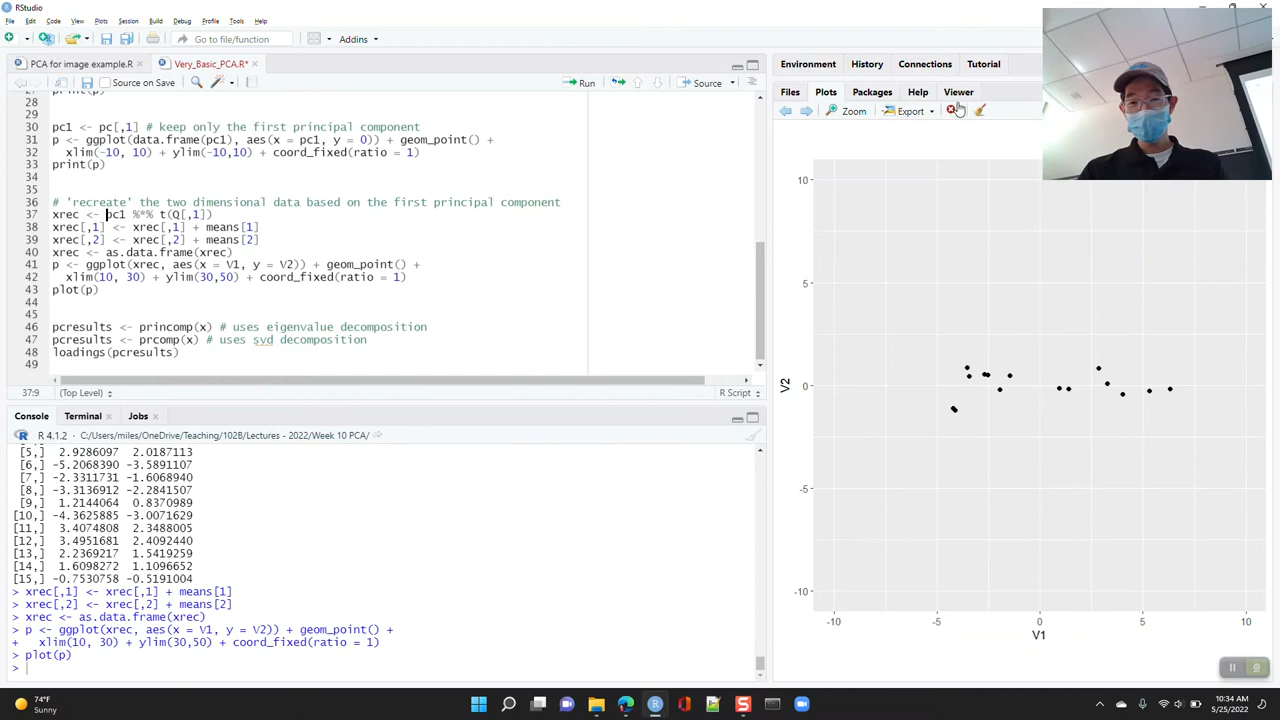 RStudio
File Edit Code View Plots Session Build Debug Profile Tools Help
Go to file/function Addins
PCA for image example.R Very_Basic_PCA.R*
Source on Save Run Source
27 print(p)
28
29
30 pc1 <- pc[,1] # keep only the first principal component
31 p <- ggplot(data.frame(pc1), aes(x = pc1, y = 0)) + geom_point() +
32 xlim(-10, 10) + ylim(-10,10) + coord_fixed(ratio = 1)
33 print(p)
34
35
36 # 'recreate' the two dimensional data based on the first principal component
37 xrec <- pc1 %*% t(Q[,1])
38 xrec[,1] <- xrec[,1] + means[1]
39 xrec[,2] <- xrec[,2] + means[2]
40 xrec <- as.data.frame(xrec)
41 p <- ggplot(xrec, aes(x = V1, y = V2)) + geom_point() +
42 xlim(10, 30) + ylim(30,50) + coord_fixed(ratio = 1)
43 plot(p)
44
45
46 pcresults <- princomp(x) # uses eigenvalue decomposition
47 pcresults <- prcomp(x) # uses svd decomposition
48 loadings(pcresults)
49
37:9 (Top Level) R Script
Console Terminal Jobs
R 4.1.2 · C:/Users/miles/OneDrive/Teaching/102B/Lectures - 2022/Week 10 PCA/
[5,] 2.9286097 2.0187113
[6,] -5.2068390 -3.5891107
[7,] -2.3311731 -1.6068940
[8,] -3.3136912 -2.2841507
[9,] 1.2144064 0.8370989
[10,] -4.3625885 -3.0071629
[11,] 3.4074808 2.3488005
[12,] 3.4951681 2.4092440
[13,] 2.2369217 1.5419259
[14,] 1.6098412 1.1096652
[15,] -0.7530758 -0.5191004
> xrec[,1] <- xrec[,1] + means[1]
> xrec[,2] <- xrec[,2] + means[2]
> xrec <- as.data.frame(xrec)
> p <- ggplot(xrec, aes(x = V1, y = V2)) + geom_point() +
+ xlim(10, 30) + ylim(30,50) + coord_fixed(ratio = 1)
> plot(p)
>
Environment History Connections Tutorial
Files Plots Packages Help Viewer
Zoom Export
10
5
0
-5
-10
V2
-10 -5 0 5 10
V1
74°F
Sunny
10:34 AM
5/25/2022